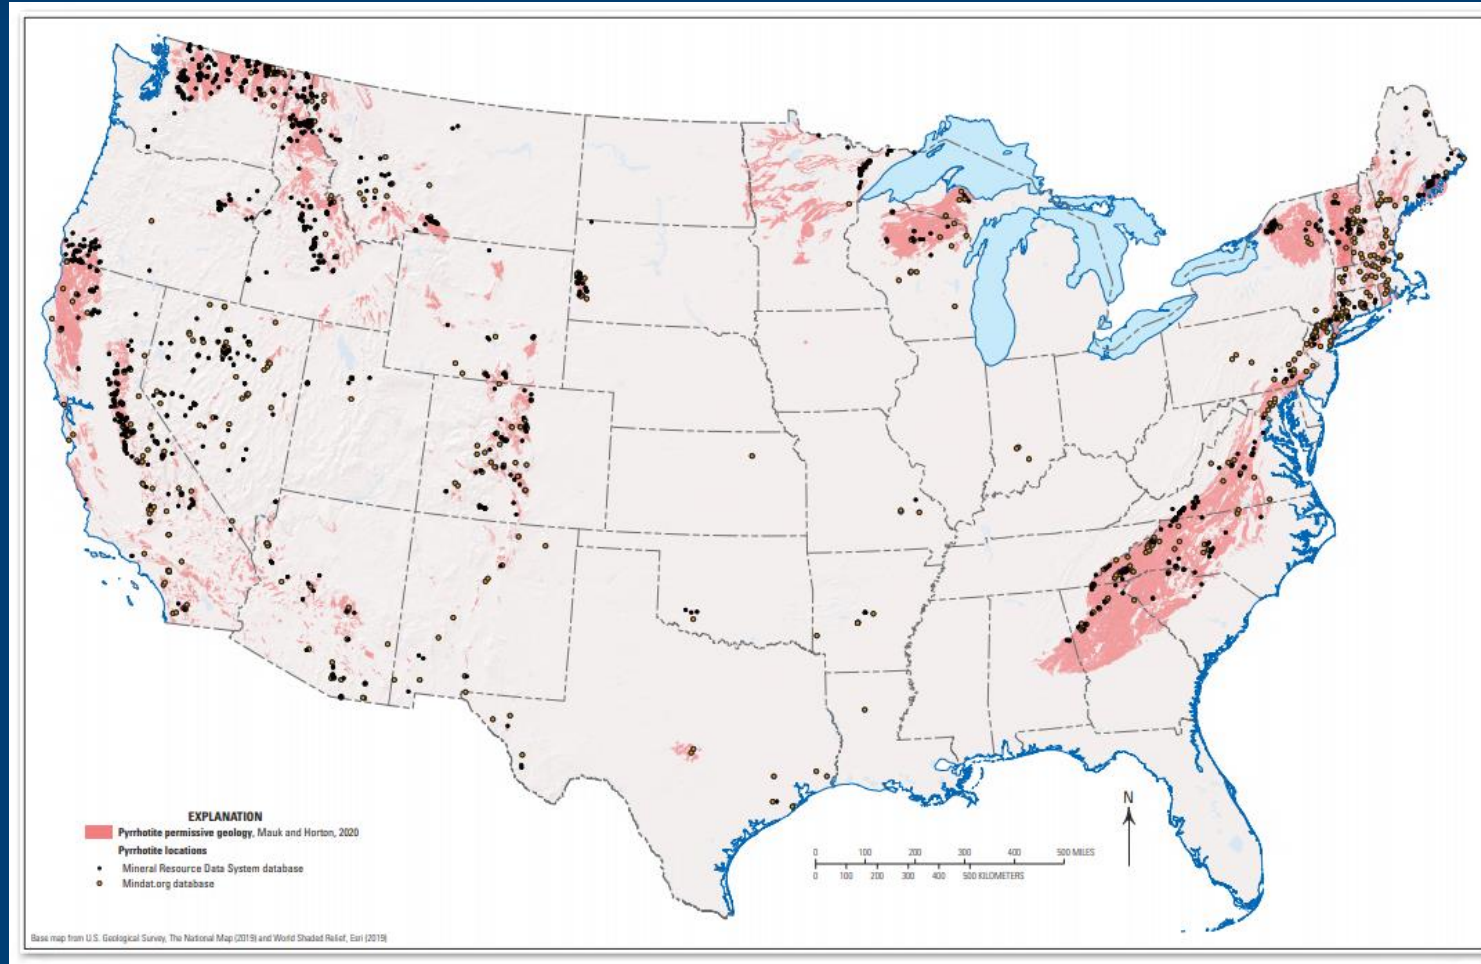 N
0 100 200 300 400 500 MILES
0 100 200 300 400 500 KILOMETERS
EXPLANATION
Pyrrhotite permissive geology, Mauk and Horton, 2020
Pyrrhotite locations
Mineral Resource Data System database
Mindat.org database
Base map from U.S. Geological Survey, The National Map (2019) and World Shaded Relief, Esri (2019)